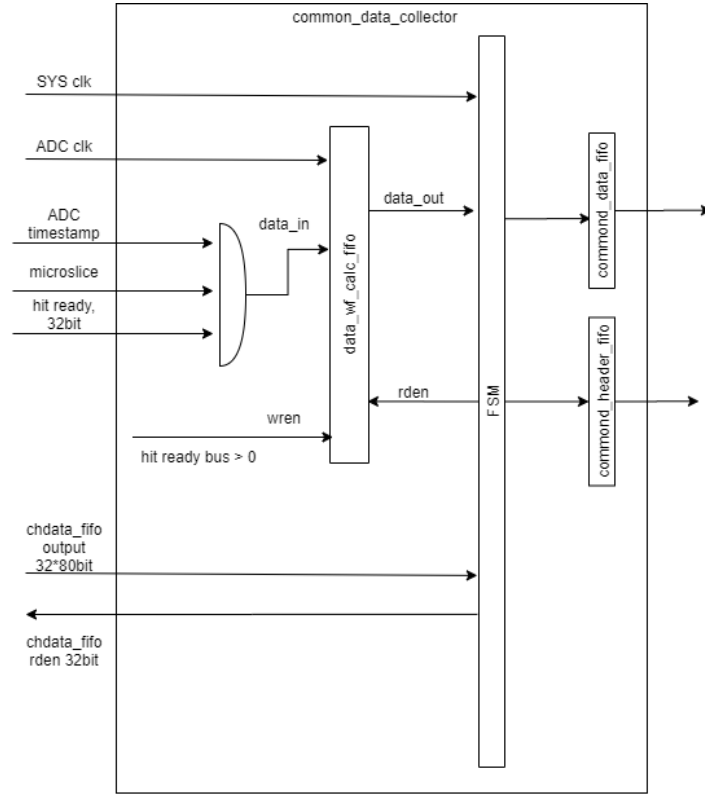 common_data_collector
SYS clk
ADC clk
ADC
timestamp
microslice
hit ready,
32bit
data_in
data_wf_calc_fifo
data_out
rden
wren
hit ready bus > 0
FSM
commond_data_fifo
commond_header_fifo
chdata_fifo
output
32*80bit
chdata_fifo
rden 32bit